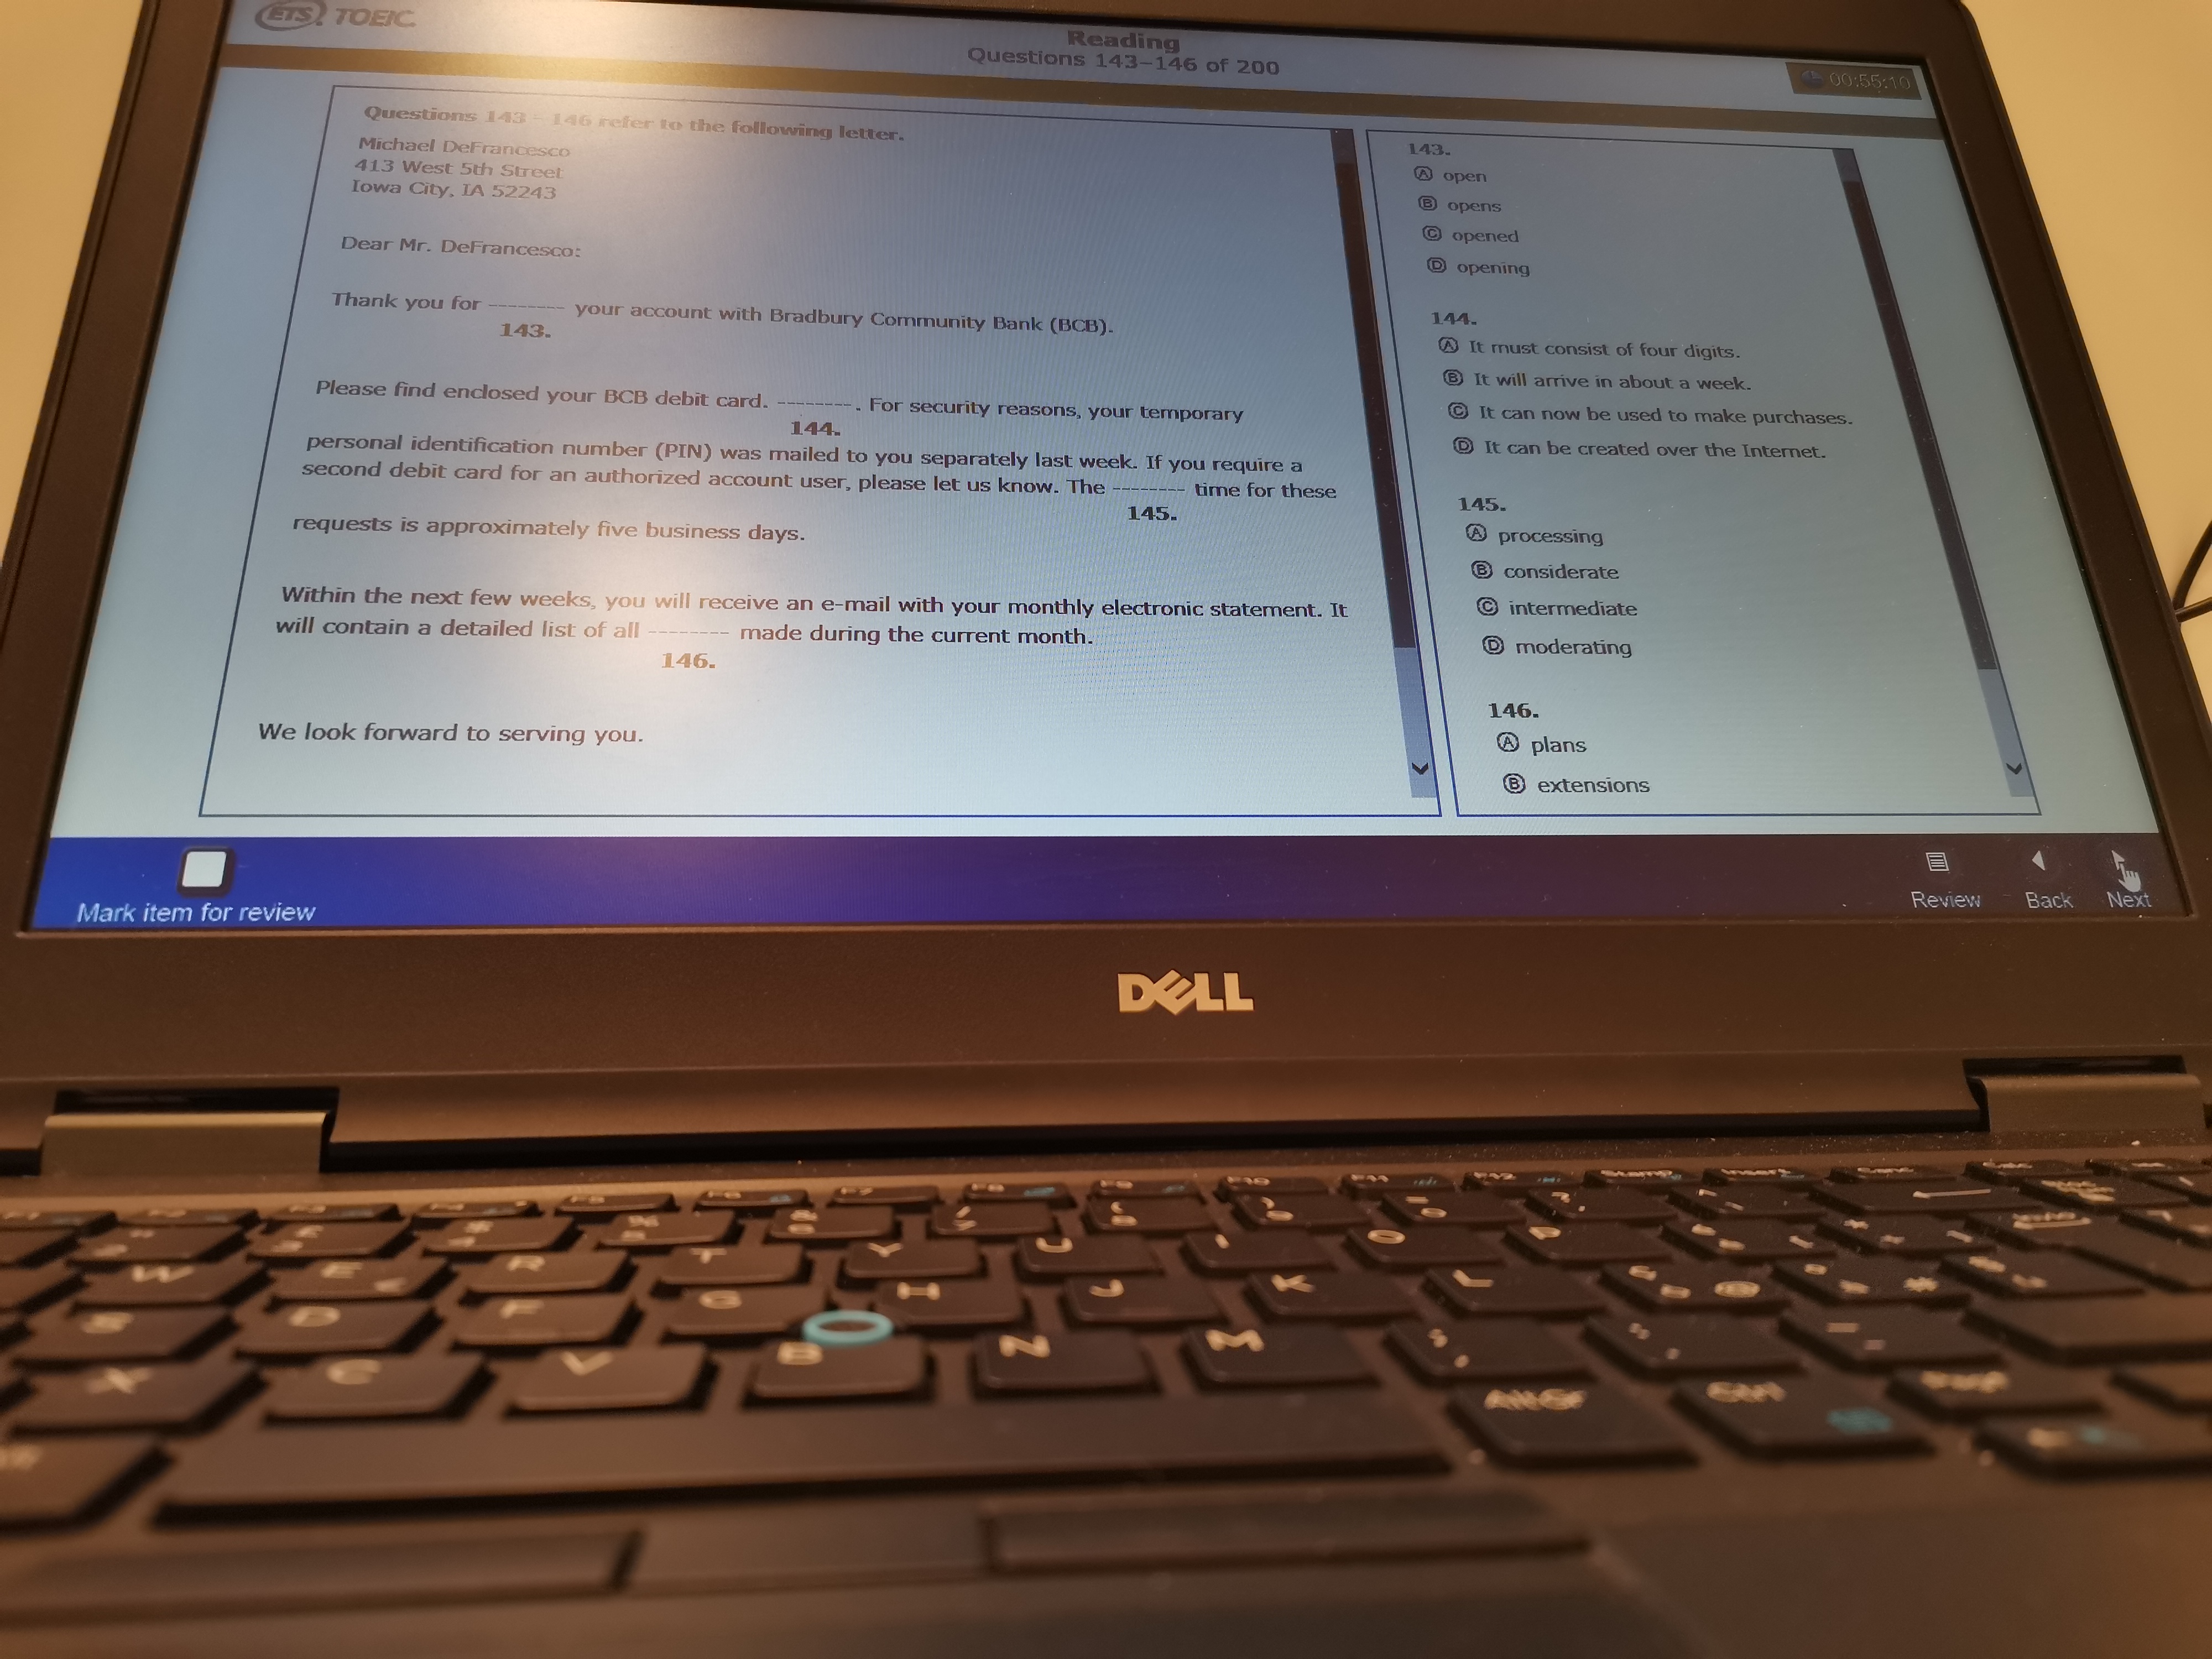 ETS TOEIC
Reading
Questions 143-146 of 200
00:55:10
Questions 143 - 146 refer to the following letter.
Michael DeFrancesco
413 West 5th Street
Iowa City, IA 52243
Dear Mr. DeFrancesco:
Thank you for -------- your account with Bradbury Community Bank (BCB).
143.
Please find enclosed your BCB debit card. --------. For security reasons, your temporary
144.
personal identification number (PIN) was mailed to you separately last week. If you require a
second debit card for an authorized account user, please let us know. The -------- time for these
145.
requests is approximately five business days.
Within the next few weeks, you will receive an e-mail with your monthly electronic statement. It
will contain a detailed list of all -------- made during the current month.
146.
We look forward to serving you.
143.
A open
B opens
C opened
D opening
144.
A It must consist of four digits.
B It will arrive in about a week.
C It can now be used to make purchases.
D It can be created over the Internet.
145.
A processing
B considerate
C intermediate
D moderating
146.
A plans
B extensions
Mark item for review
Review
Back
Next
DELL
W E R T Y U I O P
S D F G H J K L
X C V B N M